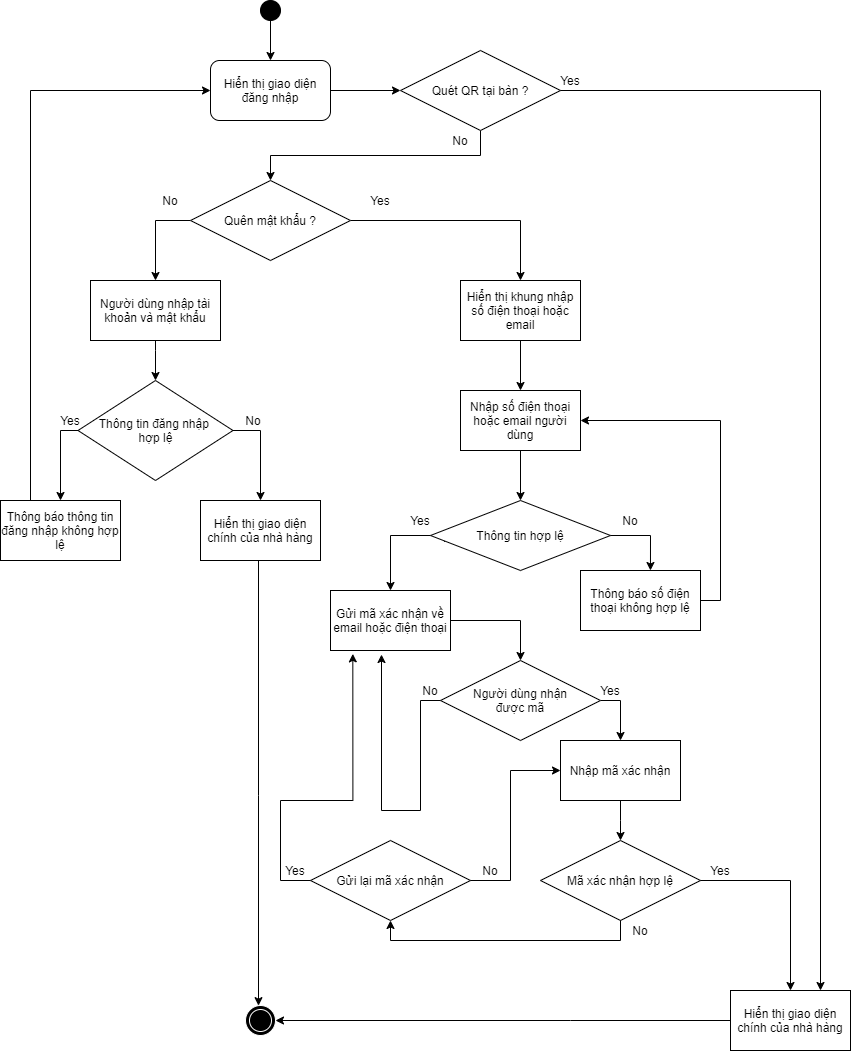 Hiển thị giao diện
đăng nhập
Quét QR tại bàn ?
Yes
No
No
Quên mật khẩu ?
Yes
Người dùng nhập tài
khoản và mật khẩu
Hiển thị khung nhập
số điện thoại hoặc
email
Nhập số điện thoại
hoặc email người
dùng
Yes
Thông tin đăng nhập
hợp lệ
No
Thông báo thông tin
đăng nhập không hợp
lệ
Hiển thị giao diện
chính của nhà hàng
Yes
Thông tin hợp lệ
No
Thông báo số điện
thoại không hợp lệ
Gửi mã xác nhận về
email hoặc điện thoại
No
Người dùng nhận
được mã
Yes
Nhập mã xác nhận
Yes
Gửi lại mã xác nhận
No
Mã xác nhận hợp lệ
Yes
No
Hiển thị giao diện
chính của nhà hàng